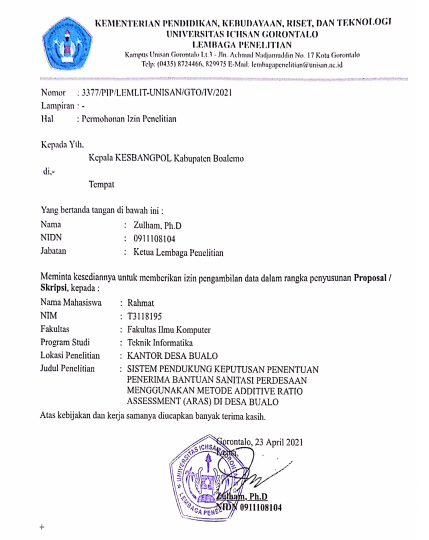 KEMENTERIAN PENDIDIKAN, KEBUDAYAAN, RISET, DAN TEKNOLOGI
UNIVERSITAS ICHSAN GORONTALO
LEMBAGA PENELITIAN
Kampus Unisan Gorontalo Lt 3 - Jln. Achmad Nadjamuddin No. 17 Kota Gorontalo
Telp: (0435) 8724466, 829975 E-Mail: lembagapenelitian@unisan.ac.id
Nomor : 3377/PIP/LEMLIT-UNISAN/GTO/IV/2021
Lampiran : -
Hal : Permohonan Izin Penelitian
Kepada Yth.
Kepala KESBANGPOL Kabupaten Boalemo
di,-
Tempat
Yang bertanda tangan di bawah ini :
Nama : Zulham, Ph.D
NIDN : 0911108104
Jabatan : Ketua Lembaga Penelitian
Meminta kesediannya untuk memberikan izin pengambilan data dalam rangka penyusunan Proposal /
Skripsi, kepada :
Nama Mahasiswa : Rahmat
NIM : T3118195
Fakultas : Fakultas Ilmu Komputer
Program Studi : Teknik Informatika
Lokasi Penelitian : KANTOR DESA BUALO
Judul Penelitian : SISTEM PENDUKUNG KEPUTUSAN PENENTUAN
PENERIMA BANTUAN SANITASI PERDESAAN
MENGGUNAKAN METODE ADDITIVE RATIO
ASSESSMENT (ARAS) DI DESA BUALO
Atas kebijakan dan kerja samanya diucapkan banyak terima kasih.
Gorontalo, 23 April 2021
Ketua,
UNIVERSITAS ICHSAN GORONTALO
LEMBAGA PENELITIAN
Zulham, Ph.D
NIDN 0911108104
+